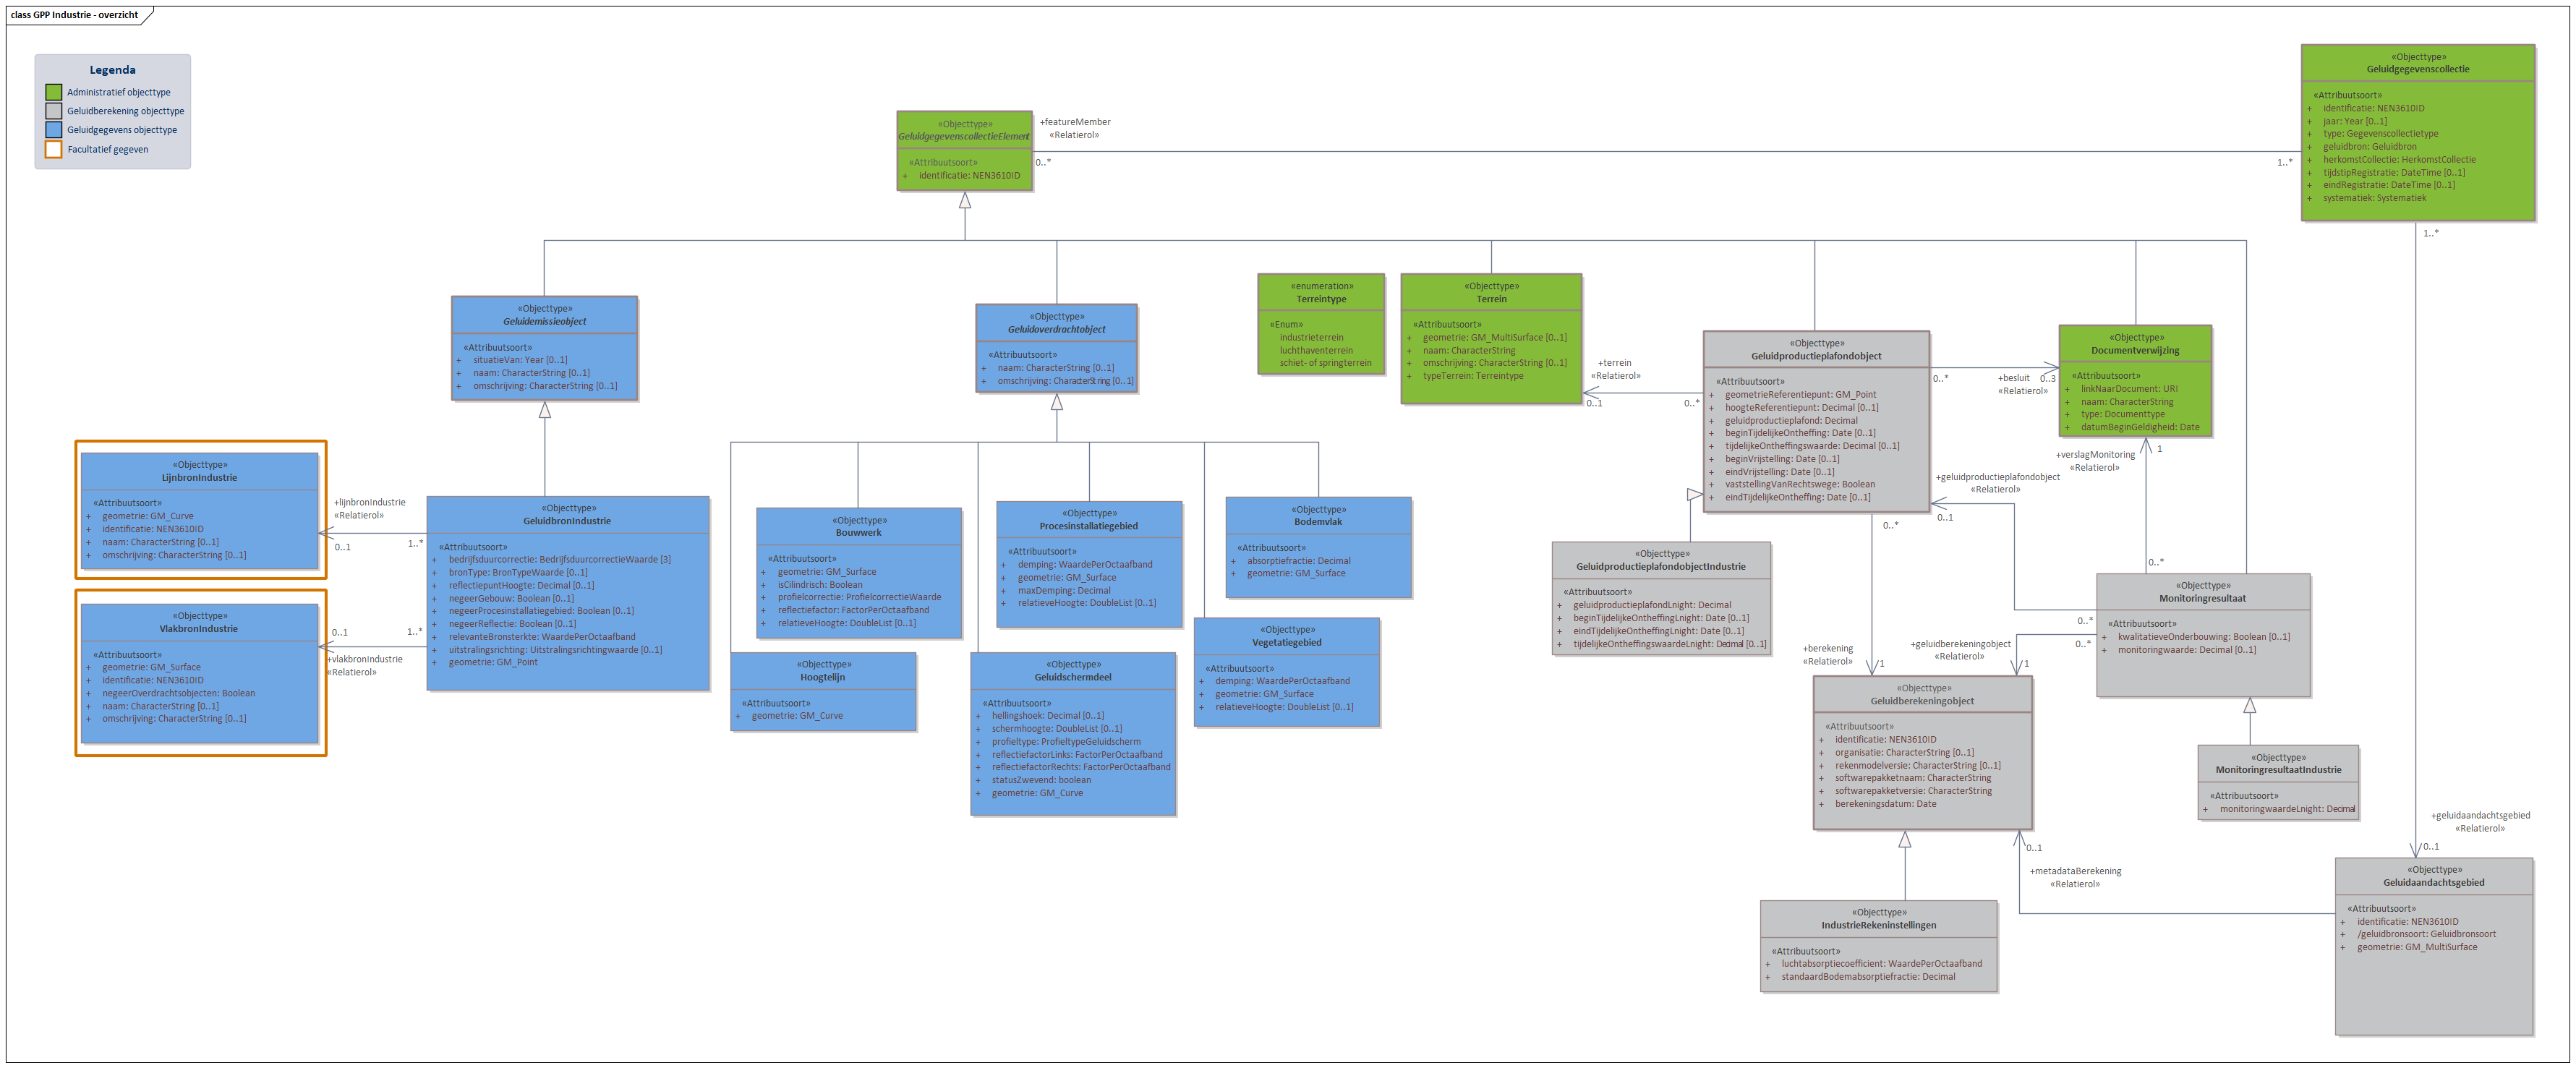 class GPP Industrie - overzicht
Legenda
Administratief objecttype
Geluidberekening objecttype
Geluidgegevens objecttype
Facultatief gegeven
«Objecttype»
Geluidgegevenscollectie
«Attribuutsoort»
+ identificatie: NEN3610ID
+ jaar: Year [0..1]
+ type: Gegevenscollectietype
+ geluidbron: Geluidbron
+ herkomstCollectie: HerkomstCollectie
+ tijdstipRegistratie: DateTime [0..1]
+ eindRegistratie: DateTime [0..1]
+ systematiek: Systematiek
«Objecttype»
GeluidgegevenscollectieElement
«Attribuutsoort»
+ identificatie: NEN3610ID
+featureMember
«Relatierol»
0..*
1..*
1..*
«Objecttype»
Geluidemissieobject
«Attribuutsoort»
+ situatieVan: Year [0..1]
+ naam: CharacterString [0..1]
+ omschrijving: CharacterString [0..1]
«Objecttype»
Geluidoverdrachtobject
«Attribuutsoort»
+ naam: CharacterString [0..1]
+ omschrijving: CharacterString [0..1]
«enumeration»
Terreintype
«Enum»
industrieterrein
luchthaventerrein
schiet- of springterrein
«Objecttype»
Terrein
«Attribuutsoort»
+ geometrie: GM_MultiSurface [0..1]
+ naam: CharacterString
+ omschrijving: CharacterString [0..1]
+ typeTerrein: Terreintype
+terrein
«Relatierol»
0..1
0..*
«Objecttype»
Geluidproductieplafondobject
«Attribuutsoort»
+ geometrieReferentiepunt: GM_Point
+ hoogteReferentiepunt: Decimal [0..1]
+ geluidproductieplafond: Decimal
+ beginTijdelijkeOntheffing: Date [0..1]
+ tijdelijkeOntheffingswaarde: Decimal [0..1]
+ beginVrijstelling: Date [0..1]
+ eindVrijstelling: Date [0..1]
+ vaststellingVanRechtswege: Boolean
+ eindTijdelijkeOntheffing: Date [0..1]
0..*
+besluit
«Relatierol»
0..3
«Objecttype»
Documentverwijzing
«Attribuutsoort»
+ linkNaarDocument: URI
+ naam: CharacterString
+ type: Documenttype
+ datumBeginGeldigheid: Date
+verslagMonitoring
«Relatierol»
1
0..*
+geluidproductieplafondobject
«Relatierol»
0..1
0..*
«Objecttype»
LijnbronIndustrie
«Attribuutsoort»
+ geometrie: GM_Curve
+ identificatie: NEN3610ID
+ naam: CharacterString [0..1]
+ omschrijving: CharacterString [0..1]
+lijnbronIndustrie
«Relatierol»
0..1
1..*
«Objecttype»
VlakbronIndustrie
«Attribuutsoort»
+ geometrie: GM_Surface
+ identificatie: NEN3610ID
+ negeerOverdrachtsobjecten: Boolean
+ naam: CharacterString [0..1]
+ omschrijving: CharacterString [0..1]
0..1
1..*
+vlakbronIndustrie
«Relatierol»
«Objecttype»
GeluidbronIndustrie
«Attribuutsoort»
+ bedrijfsduurcorrectie: BedrijfsduurcorrectieWaarde [3]
+ bronType: BronTypeWaarde [0..1]
+ reflectiepuntHoogte: Decimal [0..1]
+ negeerGebouw: Boolean [0..1]
+ negeerProcesinstallatiegebied: Boolean [0..1]
+ negeerReflectie: Boolean [0..1]
+ relevanteBronsterkte: WaardePerOctaafband
+ uitstralingsrichting: Uitstralingsrichtingwaarde [0..1]
+ geometrie: GM_Point
«Objecttype»
Bouwwerk
«Attribuutsoort»
+ geometrie: GM_Surface
+ isCilindrisch: Boolean
+ profielcorrectie: ProfielcorrectieWaarde
+ reflectiefactor: FactorPerOctaafband
+ relatieveHoogte: DoubleList [0..1]
«Objecttype»
Procesinstallatiegebied
«Attribuutsoort»
+ demping: WaardePerOctaafband
+ geometrie: GM_Surface
+ maxDemping: Decimal
+ relatieveHoogte: DoubleList [0..1]
«Objecttype»
Bodemvlak
«Attribuutsoort»
+ absorptiefractie: Decimal
+ geometrie: GM_Surface
«Objecttype»
Hoogtelijn
«Attribuutsoort»
+ geometrie: GM_Curve
«Objecttype»
Geluidschermdeel
«Attribuutsoort»
+ hellingshoek: Decimal [0..1]
+ schermhoogte: DoubleList [0..1]
+ profieltype: ProfieltypeGeluidscherm
+ reflectiefactorLinks: FactorPerOctaafband
+ reflectiefactorRechts: FactorPerOctaafband
+ statusZwevend: boolean
+ geometrie: GM_Curve
«Objecttype»
Vegetatiegebied
«Attribuutsoort»
+ demping: WaardePerOctaafband
+ geometrie: GM_Surface
+ relatieveHoogte: DoubleList [0..1]
«Objecttype»
GeluidproductieplafondobjectIndustrie
«Attribuutsoort»
+ geluidproductieplafondLnight: Decimal
+ beginTijdelijkeOntheffingLnight: Date [0..1]
+ eindTijdelijkeOntheffingLnight: Date [0..1]
+ tijdelijkeOntheffingswaardeLnight: Decimal [0..1]
0..*
+berekening
«Relatierol»
1
+geluidberekeningobject
«Relatierol»
1
0..*
«Objecttype»
Monitoringresultaat
«Attribuutsoort»
+ kwalitatieveOnderbouwing: Boolean [0..1]
+ monitoringwaarde: Decimal [0..1]
«Objecttype»
Geluidberekeningobject
«Attribuutsoort»
+ identificatie: NEN3610ID
+ organisatie: CharacterString [0..1]
+ rekenmodelversie: CharacterString [0..1]
+ softwarepakketnaam: CharacterString
+ softwarepakketversie: CharacterString
+ berekeningsdatum: Date
«Objecttype»
MonitoringresultaatIndustrie
«Attribuutsoort»
+ monitoringwaardeLnight: Decimal
+geluidaandachtsgebied
«Relatierol»
0..1
0..1
+metadataBerekening
«Relatierol»
«Objecttype»
IndustrieRekeninstellingen
«Attribuutsoort»
+ luchtabsorptiecoefficient: WaardePerOctaafband
+ standaardBodemabsorptiefractie: Decimal
«Objecttype»
Geluidaandachtsgebied
«Attribuutsoort»
+ identificatie: NEN3610ID
+ /geluidbronsoort: Geluidbronsoort
+ geometrie: GM_MultiSurface